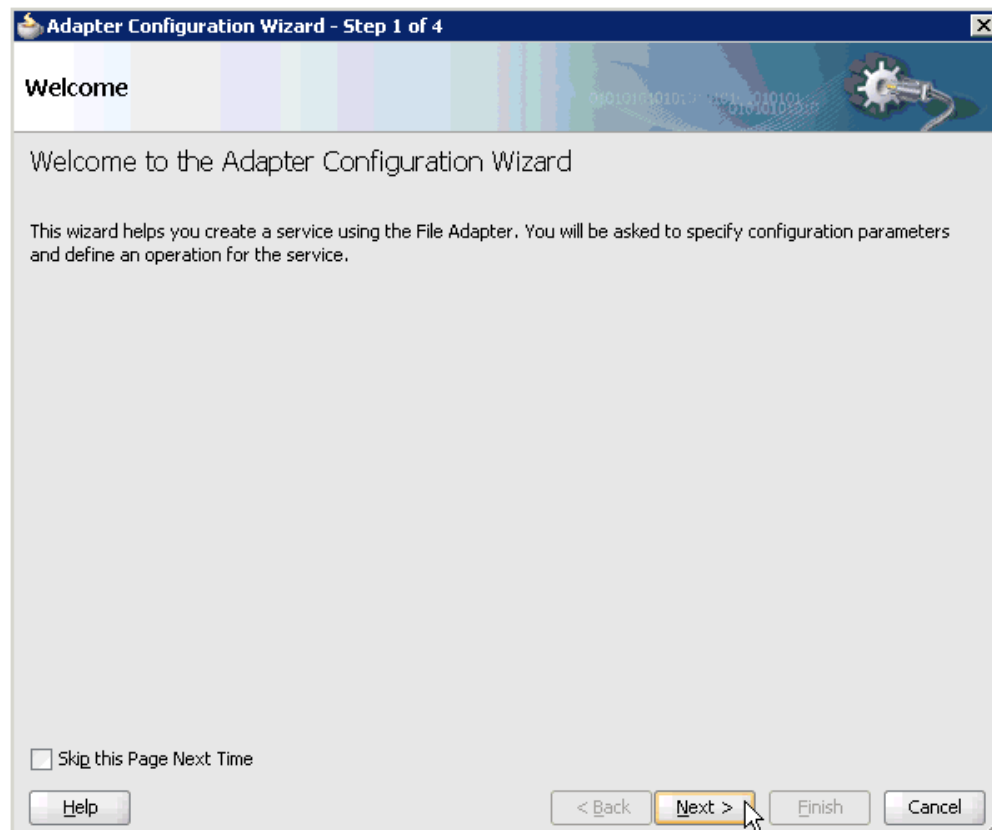 Adapter Configuration Wizard - Step 1 of 4
Welcome
Welcome to the Adapter Configuration Wizard
This wizard helps you create a service using the File Adapter. You will be asked to specify configuration parameters
and define an operation for the service.
Skip this Page Next Time
Help
< Back
Next >
Finish
Cancel